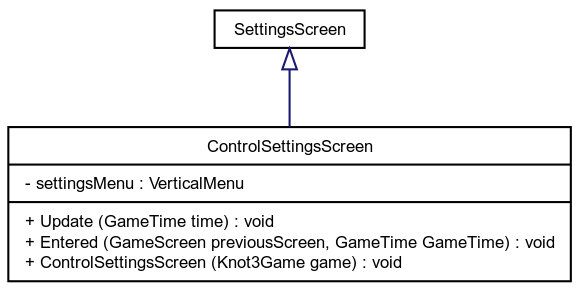 SettingsScreen
ControlSettingsScreen
- settingsMenu : VerticalMenu
+ Update (GameTime time) : void
+ Entered (GameScreen previousScreen, GameTime GameTime) : void
+ ControlSettingsScreen (Knot3Game game) : void